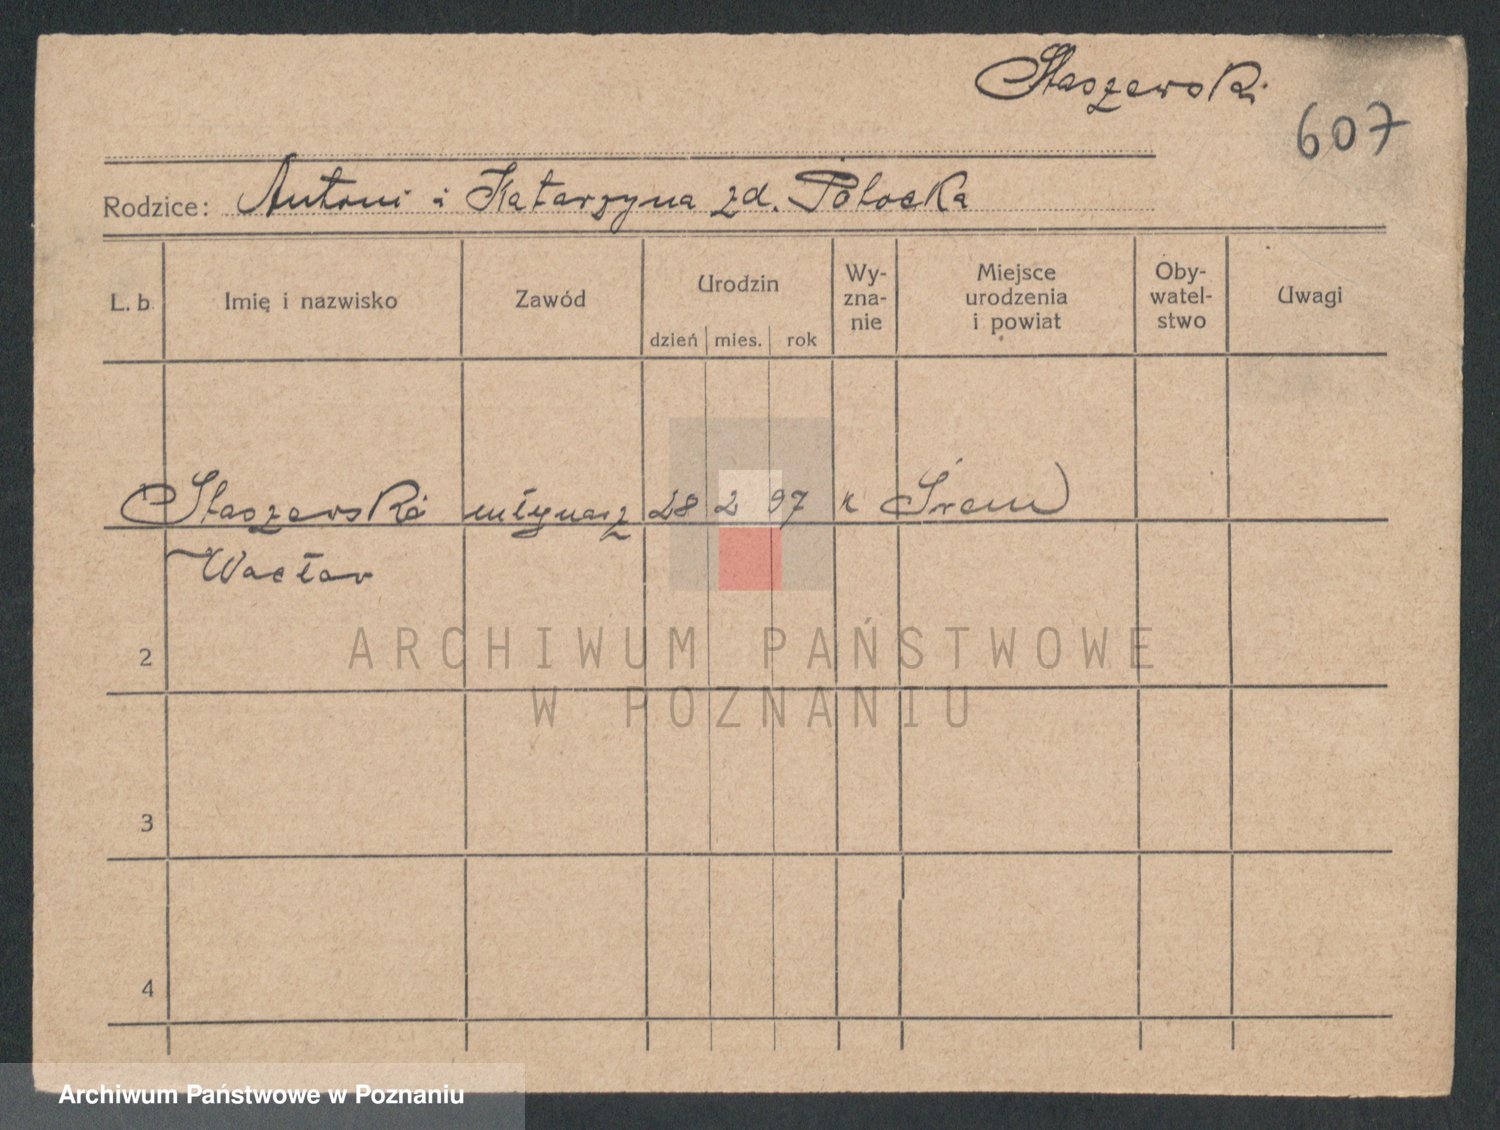 Staszewski
607
Rodzice: Antoni i Katarzyna zd. Połocka
L. b. Imię i nazwisko Zawód Urodzin Wy- Miejsce Oby- Uwagi
zna- urodzenia watel-
nie i powiat stwo
dzień mies. rok
1 Staszewski młynarz 28 2 97 k Śrem
Wacław
2
ARCHIWUM PAŃSTWOWE
W POZNANIU
3
4
Archiwum Państwowe w Poznaniu